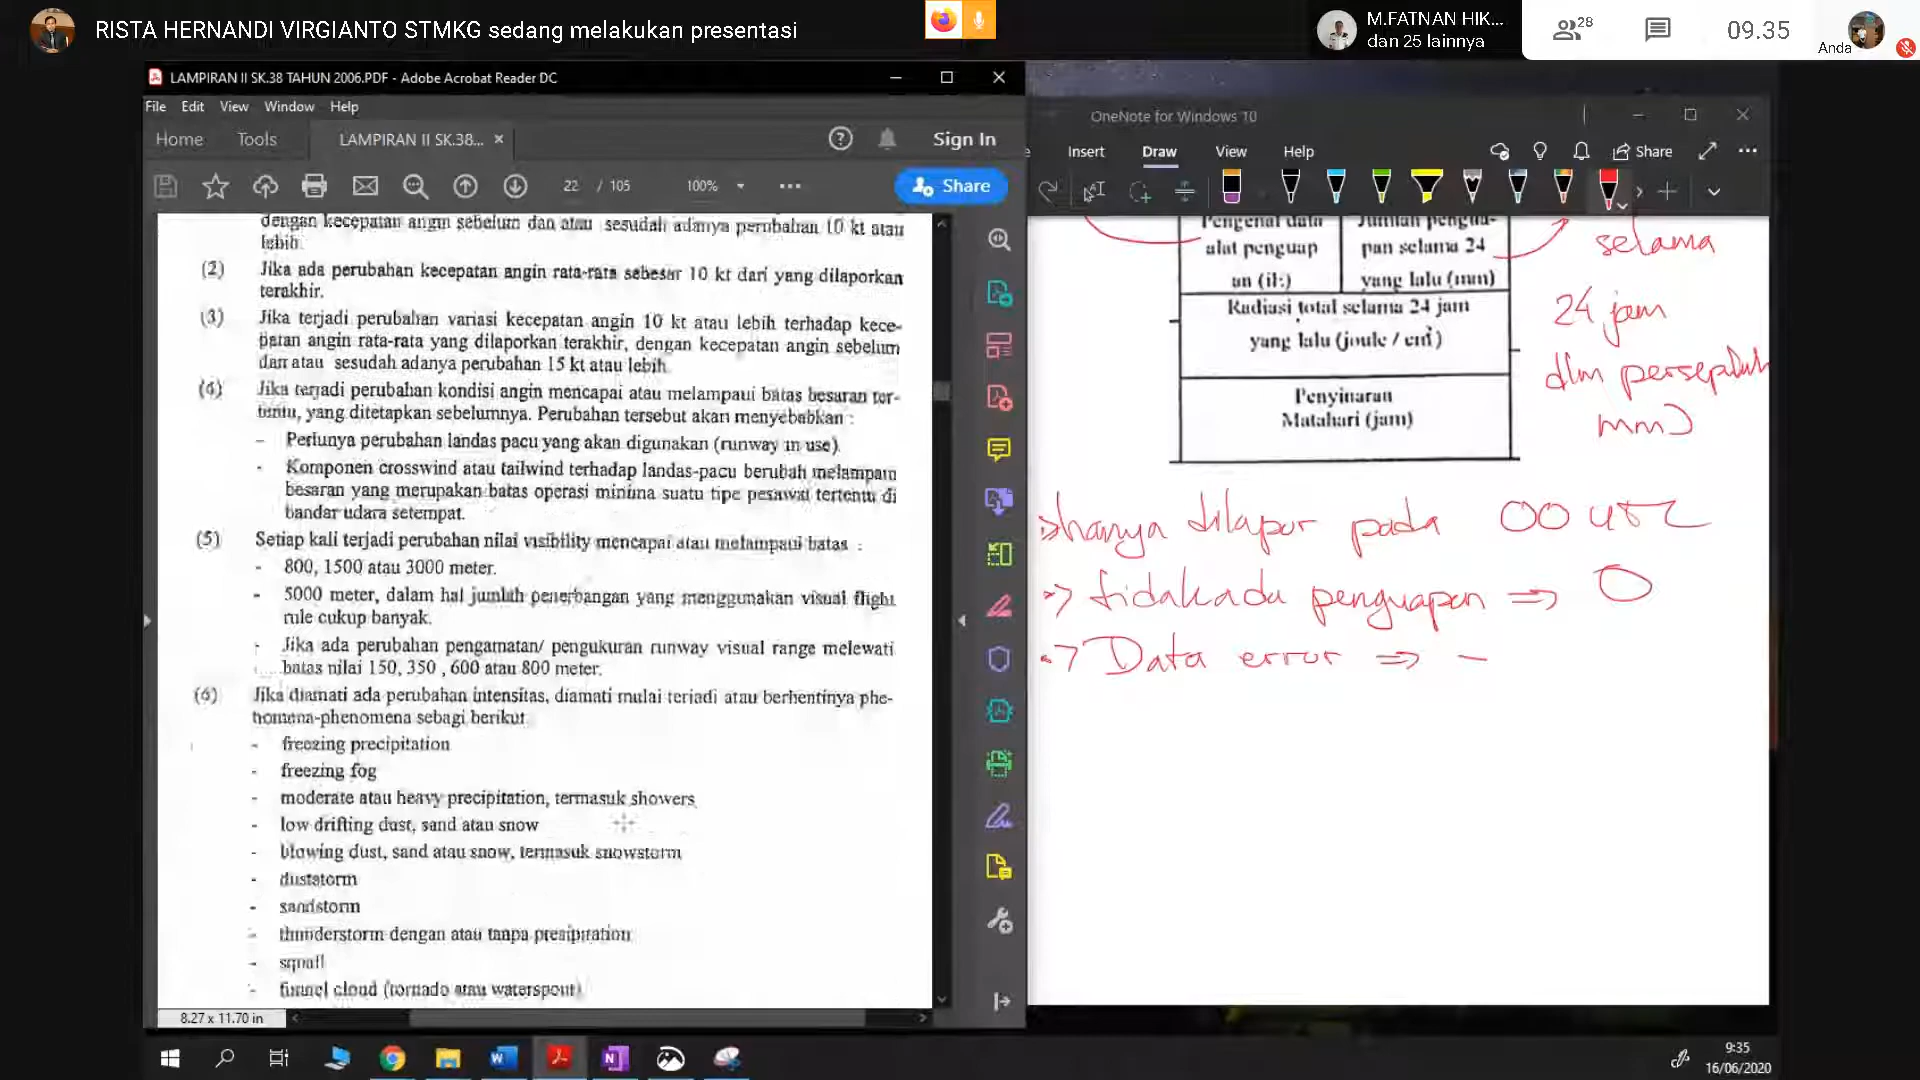 RISTA HERNANDI VIRGIANTO STMKG sedang melakukan presentasi
M.FATNAN HIK...
dan 25 lainnya
28
09.35
Anda
LAMPIRAN II SK.38 TAHUN 2006.PDF - Adobe Acrobat Reader DC
File Edit View Window Help
Home Tools LAMPIRAN II SK.38... × Sign In
22 / 105 100% Share
dengan kecepatan angin sebelum dan atau sesudah adanya perubahan 10 kt atau
lebih.
(2) Jika ada perubahan kecepatan angin rata-rata sebesar 10 kt dari yang dilaporkan
terakhir.
(3) Jika terjadi perubahan variasi kecepatan angin 10 kt atau lebih terhadap kece-
patan angin rata-rata yang dilaporkan terakhir, dengan kecepatan angin sebelum
dan atau sesudah adanya perubahan 15 kt atau lebih.
(4) Jika terjadi perubahan kondisi angin mencapai atau melampaui batas besaran ter-
tentu, yang ditetapkan sebelumnya. Perubahan tersebut akan menyebabkan :
- Perlunya perubahan landas pacu yang akan digunakan (runway in use).
- Komponen crosswind atau tailwind terhadap landas-pacu berubah melampaui
besaran yang merupakan batas operasi minima suatu tipe pesawat tertentu di
bandar udara setempat.
(5) Setiap kali terjadi perubahan nilai visibility mencapai atau melampaui batas :
- 800, 1500 atau 3000 meter.
- 5000 meter, dalam hal jumlah penerbangan yang menggunakan visual flight
rule cukup banyak.
- Jika ada perubahan pengamatan/ pengukuran runway visual range melewati
batas nilai 150, 350 , 600 atau 800 meter.
(6) Jika diamati ada perubahan intensitas, diamati mulai terjadi atau berhentinya phe-
nomena-phenomena sebagi berikut
- freezing precipitation
- freezing fog
- moderate atau heavy precipitation, termasuk showers
- low drifting dust, sand atau snow
- blowing dust, sand atau snow, termasuk snowstorm
- duststorm
- sandstorm
- thunderstorm dengan atau tanpa presipitation
- squall
- funnel cloud (tornado atau waterspout)
8.27 x 11.70 in
OneNote for Windows 10
Insert Draw View Help Share
Pengenal data
alat penguap
an (iE)
Jumlah pengua-
pan selama 24
yang lalu (mm)
Radiasi total selama 24 jam
yang lalu (joule / cm²)
Penyinaran
Matahari (jam)
selama
24 jam
dlm persepuluh
mm)
hanya dilapor pada 00 UTC
-> tidak ada penguapan => 0
-> Data error => -
9:35
16/06/2020